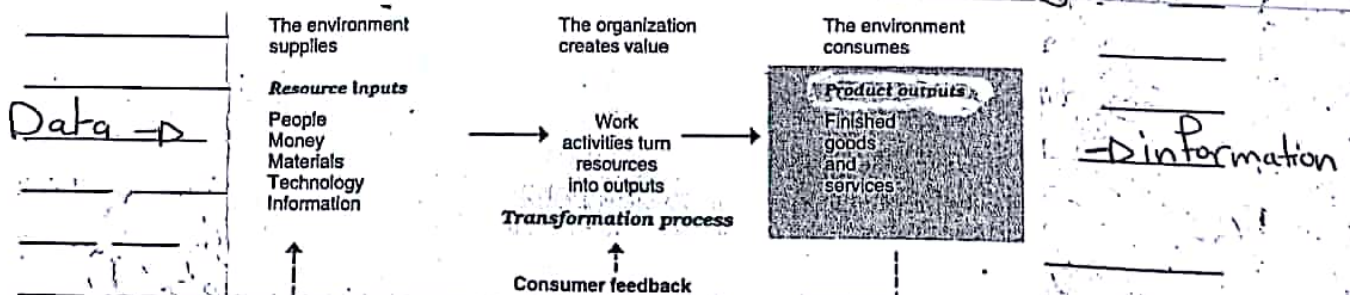 The environment
supplies
Resource Inputs
People
Money
Materials
Technology
Information
Data →
The organization
creates value
Work
activities turn
resources
into outputs
Transformation process
Consumer feedback
The environment
consumes
Product outputs
Finished
goods
and
services
→ information